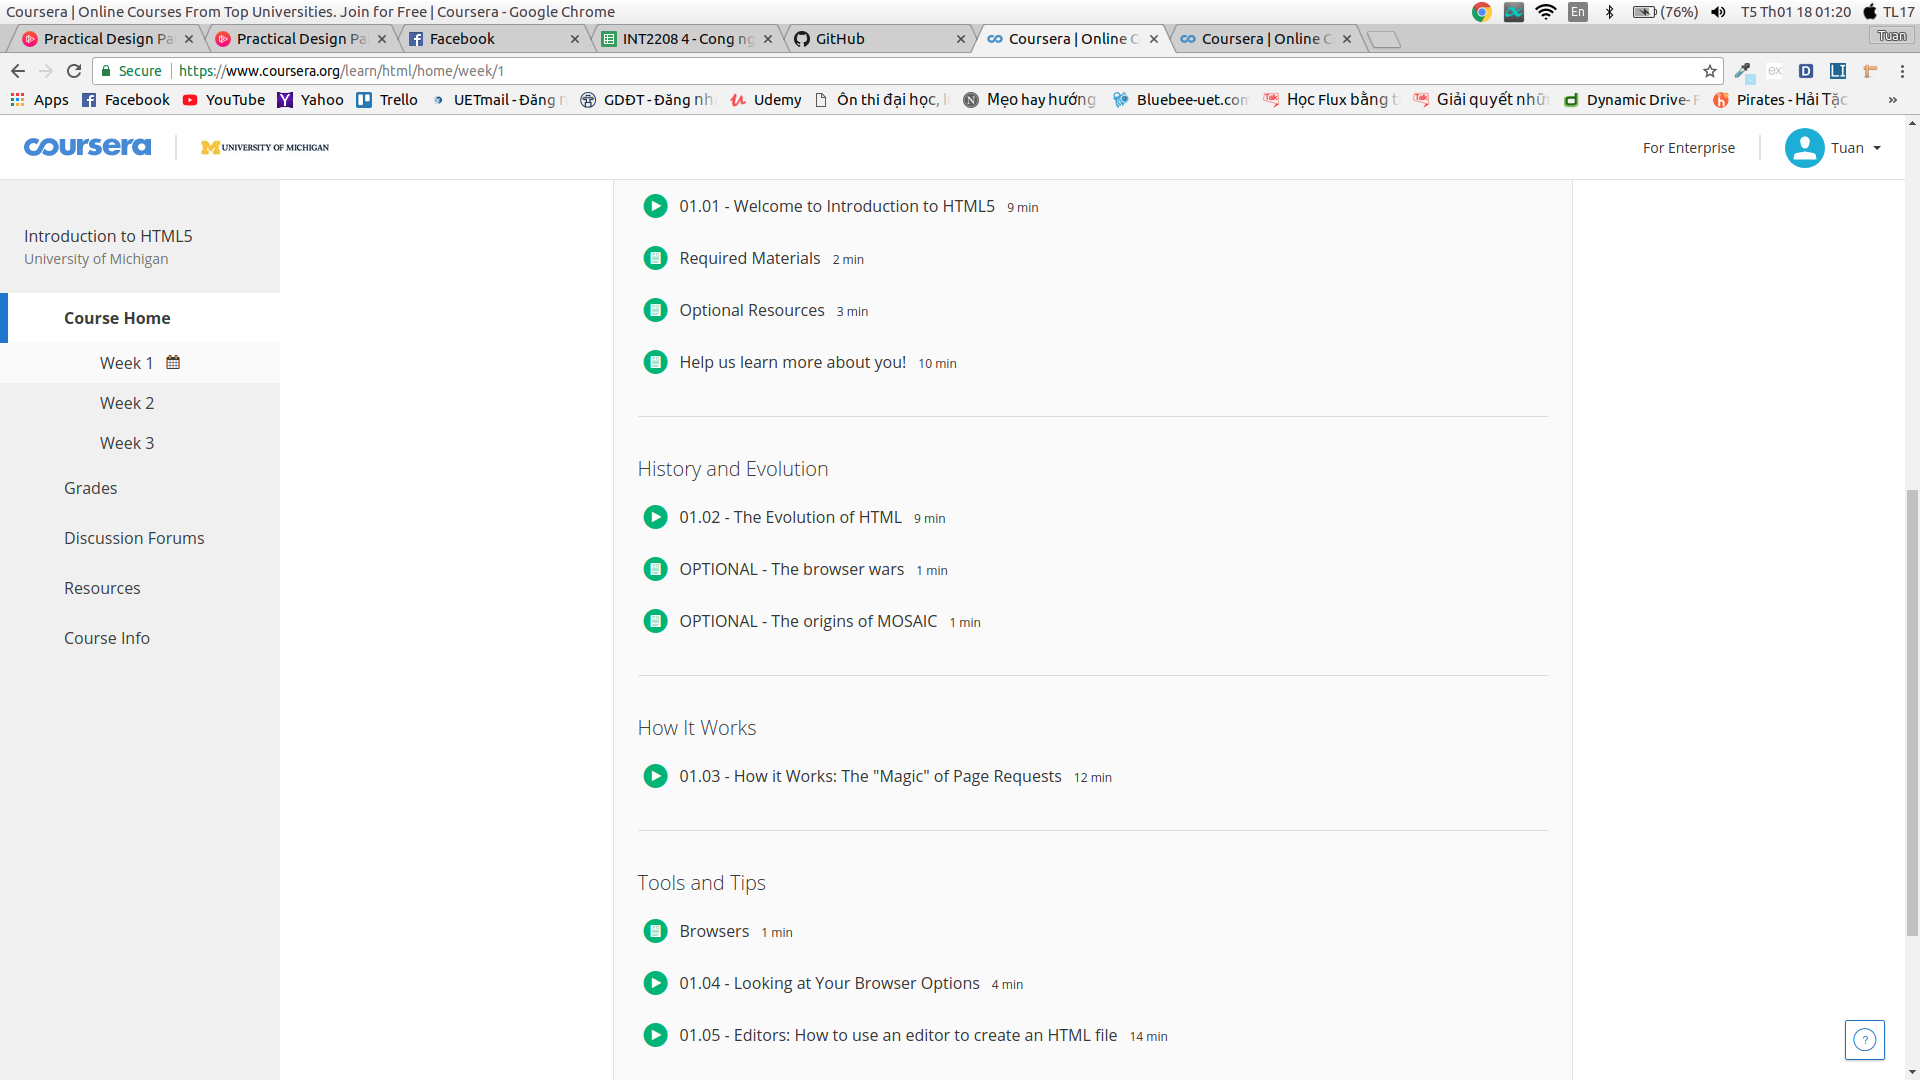 Coursera | Online Courses From Top Universities. Join for Free | Coursera - Google Chrome
En (76%) T5 Th01 18 01:20 TL17
Practical Design Pa Practical Design Pa Facebook INT2208 4 - Cong ng GitHub Coursera | Online C Coursera | Online C Tuan
Secure https://www.coursera.org/learn/html/home/week/1
Apps Facebook YouTube Yahoo Trello UETmail - Đăng n GDĐT - Đăng nh Udemy Ôn thi đại học, l Mẹo hay hướng Bluebee-uet.com Học Flux bằng t Giải quyết nhữ Dynamic Drive- F Pirates - Hải Tặc »
coursera
UNIVERSITY OF MICHIGAN
For Enterprise
Tuan
Introduction to HTML5
University of Michigan
Course Home
Week 1
Week 2
Week 3
Grades
Discussion Forums
Resources
Course Info
01.01 - Welcome to Introduction to HTML5 9 min
Required Materials 2 min
Optional Resources 3 min
Help us learn more about you! 10 min
History and Evolution
01.02 - The Evolution of HTML 9 min
OPTIONAL - The browser wars 1 min
OPTIONAL - The origins of MOSAIC 1 min
How It Works
01.03 - How it Works: The "Magic" of Page Requests 12 min
Tools and Tips
Browsers 1 min
01.04 - Looking at Your Browser Options 4 min
01.05 - Editors: How to use an editor to create an HTML file 14 min
?